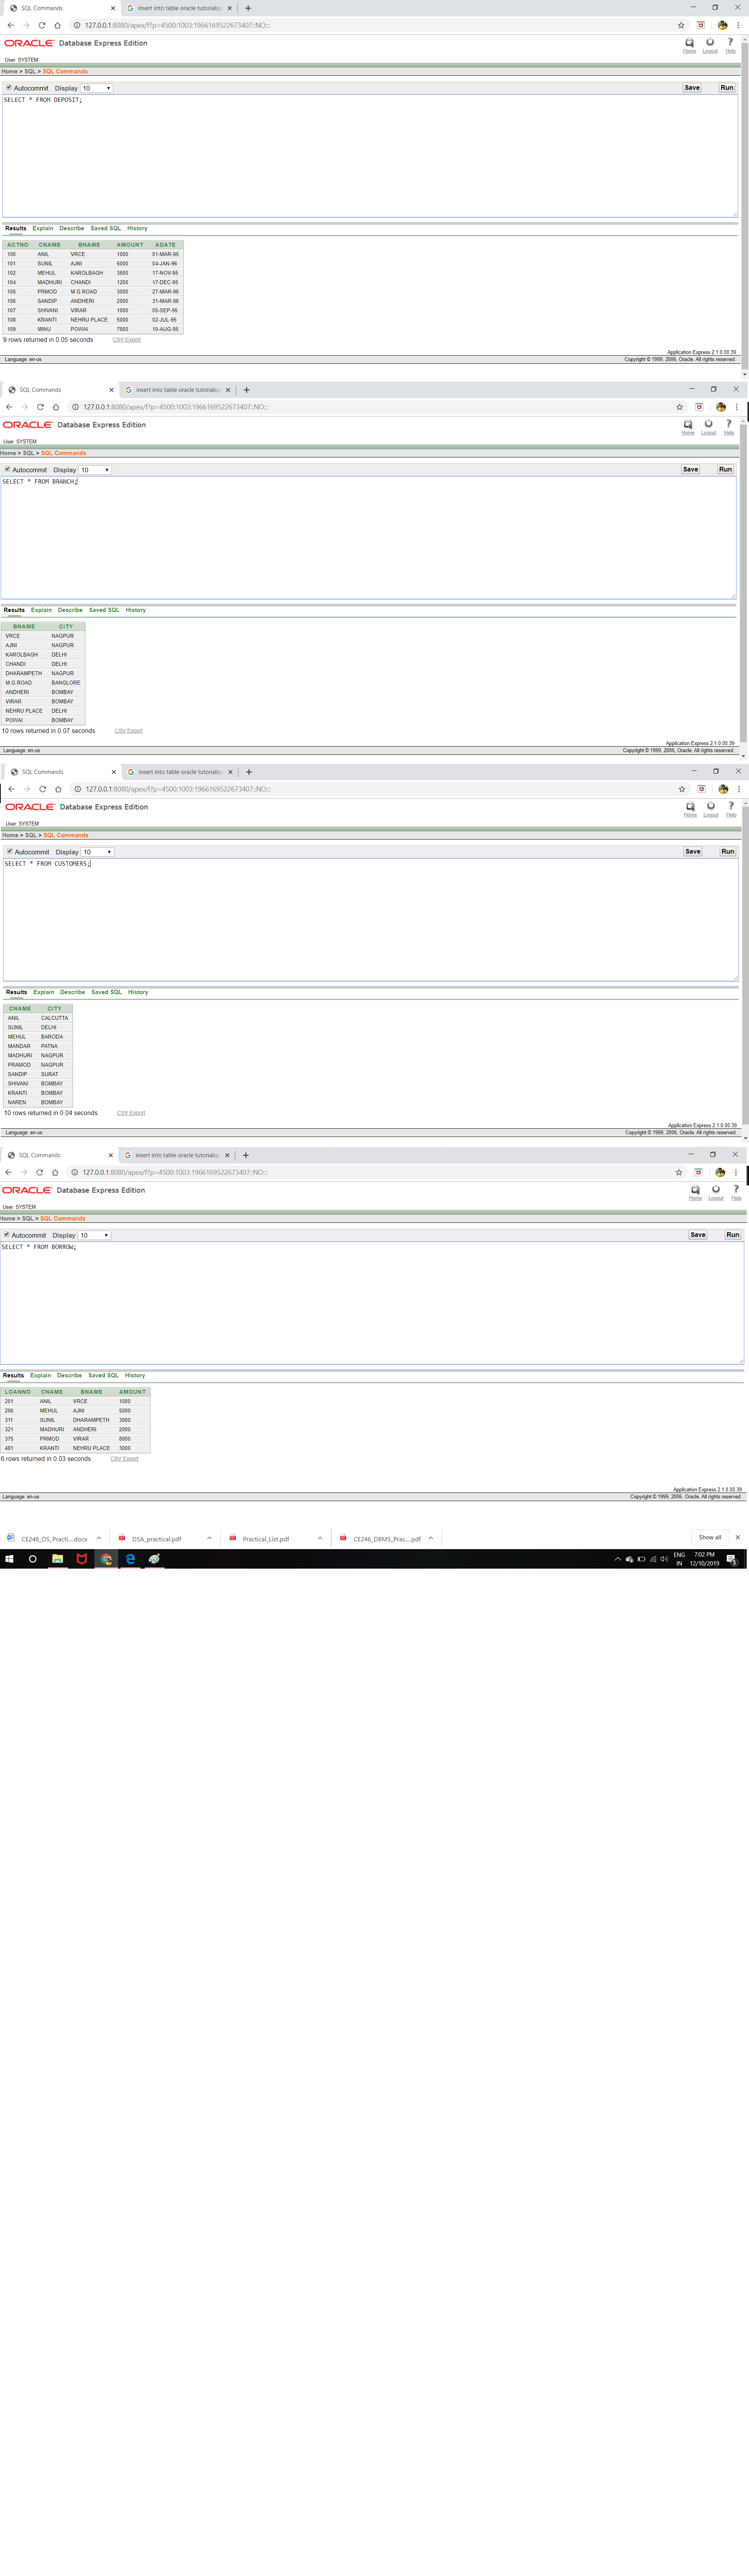 SQL Commands
insert into table oracle tutorialsp
127.0.0.1:8080/apex/f?p=4500:1003:1966169522673407::NO:::
ORACLE Database Express Edition
Home Logout Help
User: SYSTEM
Home > SQL > SQL Commands
Autocommit Display 10 Save Run
SELECT * FROM DEPOSIT;
Results Explain Describe Saved SQL History
ACTNO CNAME BNAME AMOUNT ADATE
100 ANIL VRCE 1000 01-MAR-95
101 SUNIL AJNI 5000 04-JAN-96
102 MEHUL KAROLBAGH 3500 17-NOV-95
104 MADHURI CHANDI 1200 17-DEC-95
105 PRMOD M.G.ROAD 3000 27-MAR-96
106 SANDIP ANDHERI 2000 31-MAR-96
107 SHIVANI VIRAR 1000 05-SEP-95
108 KRANTI NEHRU PLACE 5000 02-JUL-95
109 MINU POWAI 7000 10-AUG-95
9 rows returned in 0.05 seconds CSV Export
Application Express 2.1.0.00.39
Language: en-us Copyright © 1999, 2006, Oracle. All rights reserved.
SQL Commands
insert into table oracle tutorialsp
127.0.0.1:8080/apex/f?p=4500:1003:1966169522673407::NO:::
ORACLE Database Express Edition
Home Logout Help
User: SYSTEM
Home > SQL > SQL Commands
Autocommit Display 10 Save Run
SELECT * FROM BRANCH;
Results Explain Describe Saved SQL History
BNAME CITY
VRCE NAGPUR
AJNI NAGPUR
KAROLBAGH DELHI
CHANDI DELHI
DHARAMPETH NAGPUR
M.G.ROAD BANGLORE
ANDHERI BOMBAY
VIRAR BOMBAY
NEHRU PLACE DELHI
POWAI BOMBAY
10 rows returned in 0.07 seconds CSV Export
Application Express 2.1.0.00.39
Language: en-us Copyright © 1999, 2006, Oracle. All rights reserved.
SQL Commands
insert into table oracle tutorialsp
127.0.0.1:8080/apex/f?p=4500:1003:1966169522673407::NO:::
ORACLE Database Express Edition
Home Logout Help
User: SYSTEM
Home > SQL > SQL Commands
Autocommit Display 10 Save Run
SELECT * FROM CUSTOMERS;
Results Explain Describe Saved SQL History
CNAME CITY
ANIL CALCUTTA
SUNIL DELHI
MEHUL BARODA
MANDAR PATNA
MADHURI NAGPUR
PRAMOD NAGPUR
SANDIP SURAT
SHIVANI BOMBAY
KRANTI BOMBAY
NAREN BOMBAY
10 rows returned in 0.04 seconds CSV Export
Application Express 2.1.0.00.39
Language: en-us Copyright © 1999, 2006, Oracle. All rights reserved.
SQL Commands
insert into table oracle tutorialsp
127.0.0.1:8080/apex/f?p=4500:1003:1966169522673407::NO:::
ORACLE Database Express Edition
Home Logout Help
User: SYSTEM
Home > SQL > SQL Commands
Autocommit Display 10 Save Run
SELECT * FROM BORROW;
Results Explain Describe Saved SQL History
LOANNO CNAME BNAME AMOUNT
201 ANIL VRCE 1000
206 MEHUL AJNI 5000
311 SUNIL DHARAMPETH 3000
321 MADHURI ANDHERI 2000
375 PRMOD VIRAR 8000
481 KRANTI NEHRU PLACE 3000
6 rows returned in 0.03 seconds CSV Export
Application Express 2.1.0.00.39
Language: en-us Copyright © 1999, 2006, Oracle. All rights reserved.
CE248_OS_Practi....docx DSA_practical.pdf Practical_List.pdf CE246_DBMS_Prac....pdf Show all
ENG 7:02 PM
IN 12/10/2019 3